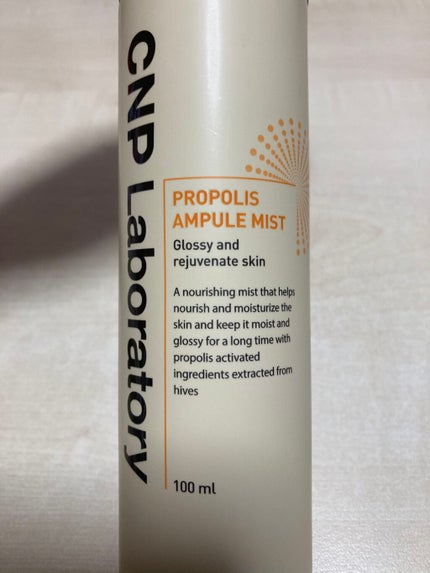 CNP Laboratory
PROPOLIS
AMPULE MIST
Glossy and
rejuvenate skin
A nourishing mist that helps
nourish and moisturize the
skin and keep it moist and
glossy for a long time with
propolis activated
ingredients extracted from
hives
100 ml